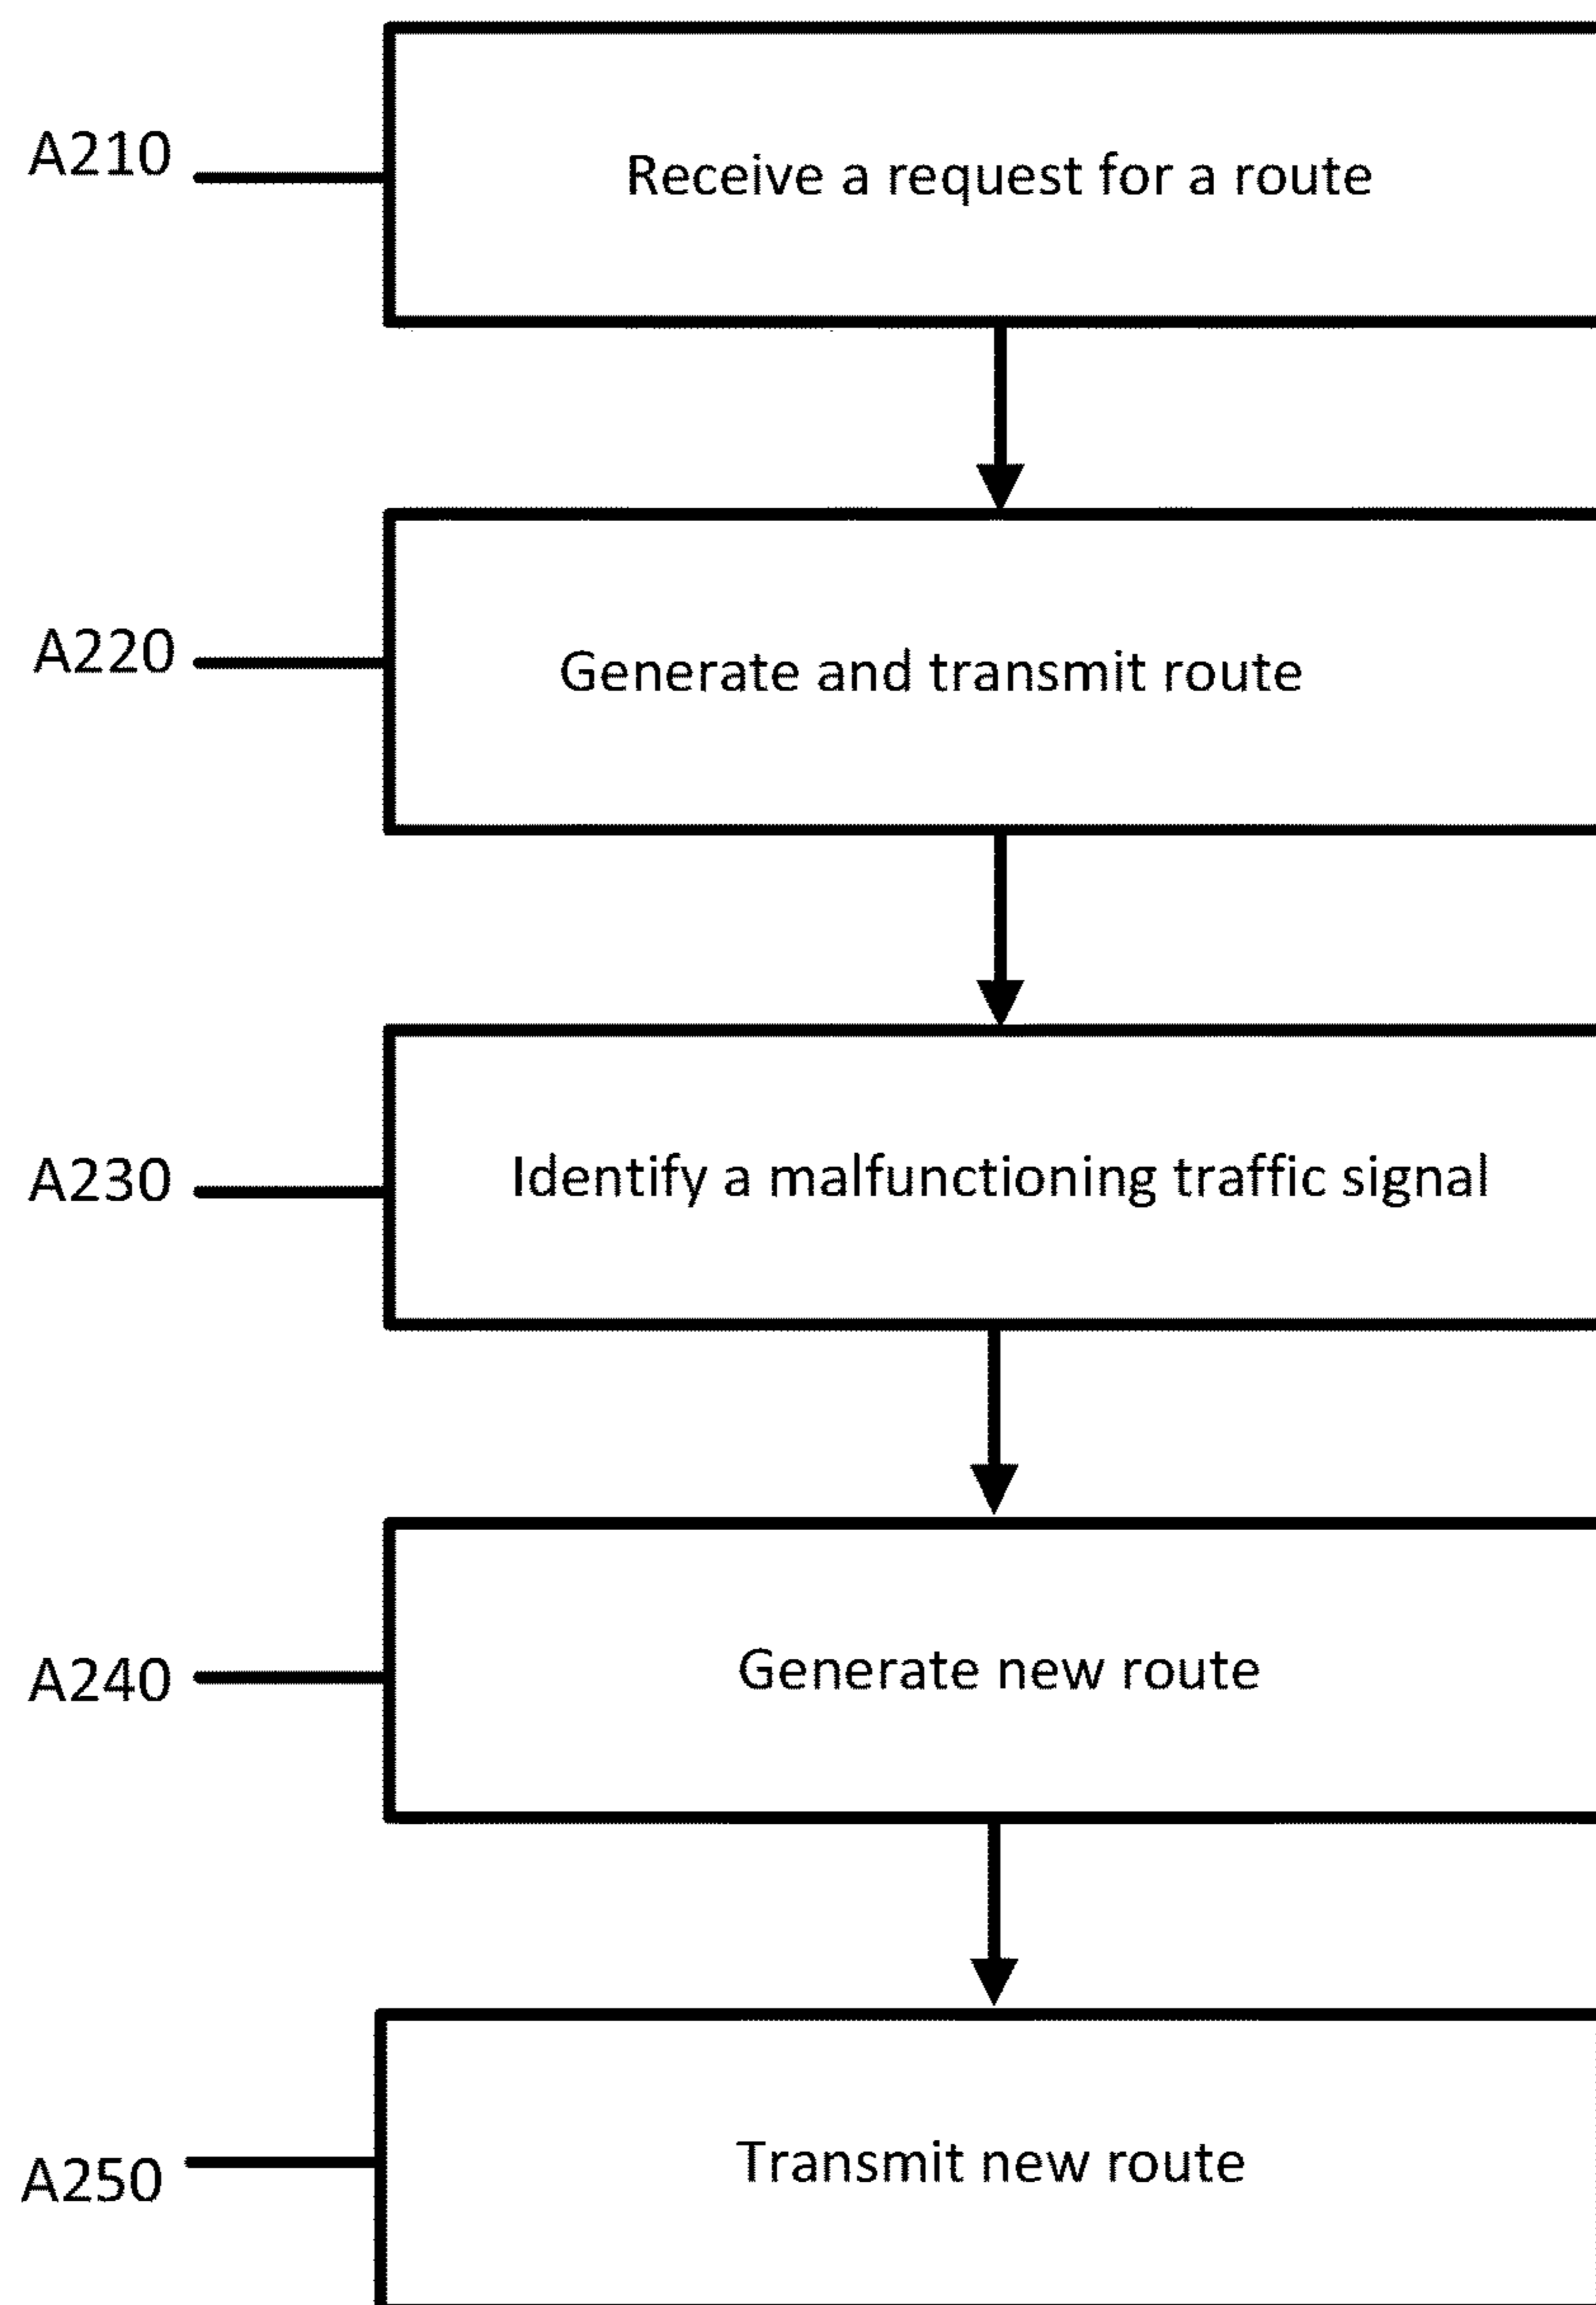 A210
Receive a request for a route
A220
Generate and transmit route
A230
Identify a malfunctioning traffic signal
A240
Generate new route
A250
Transmit new route